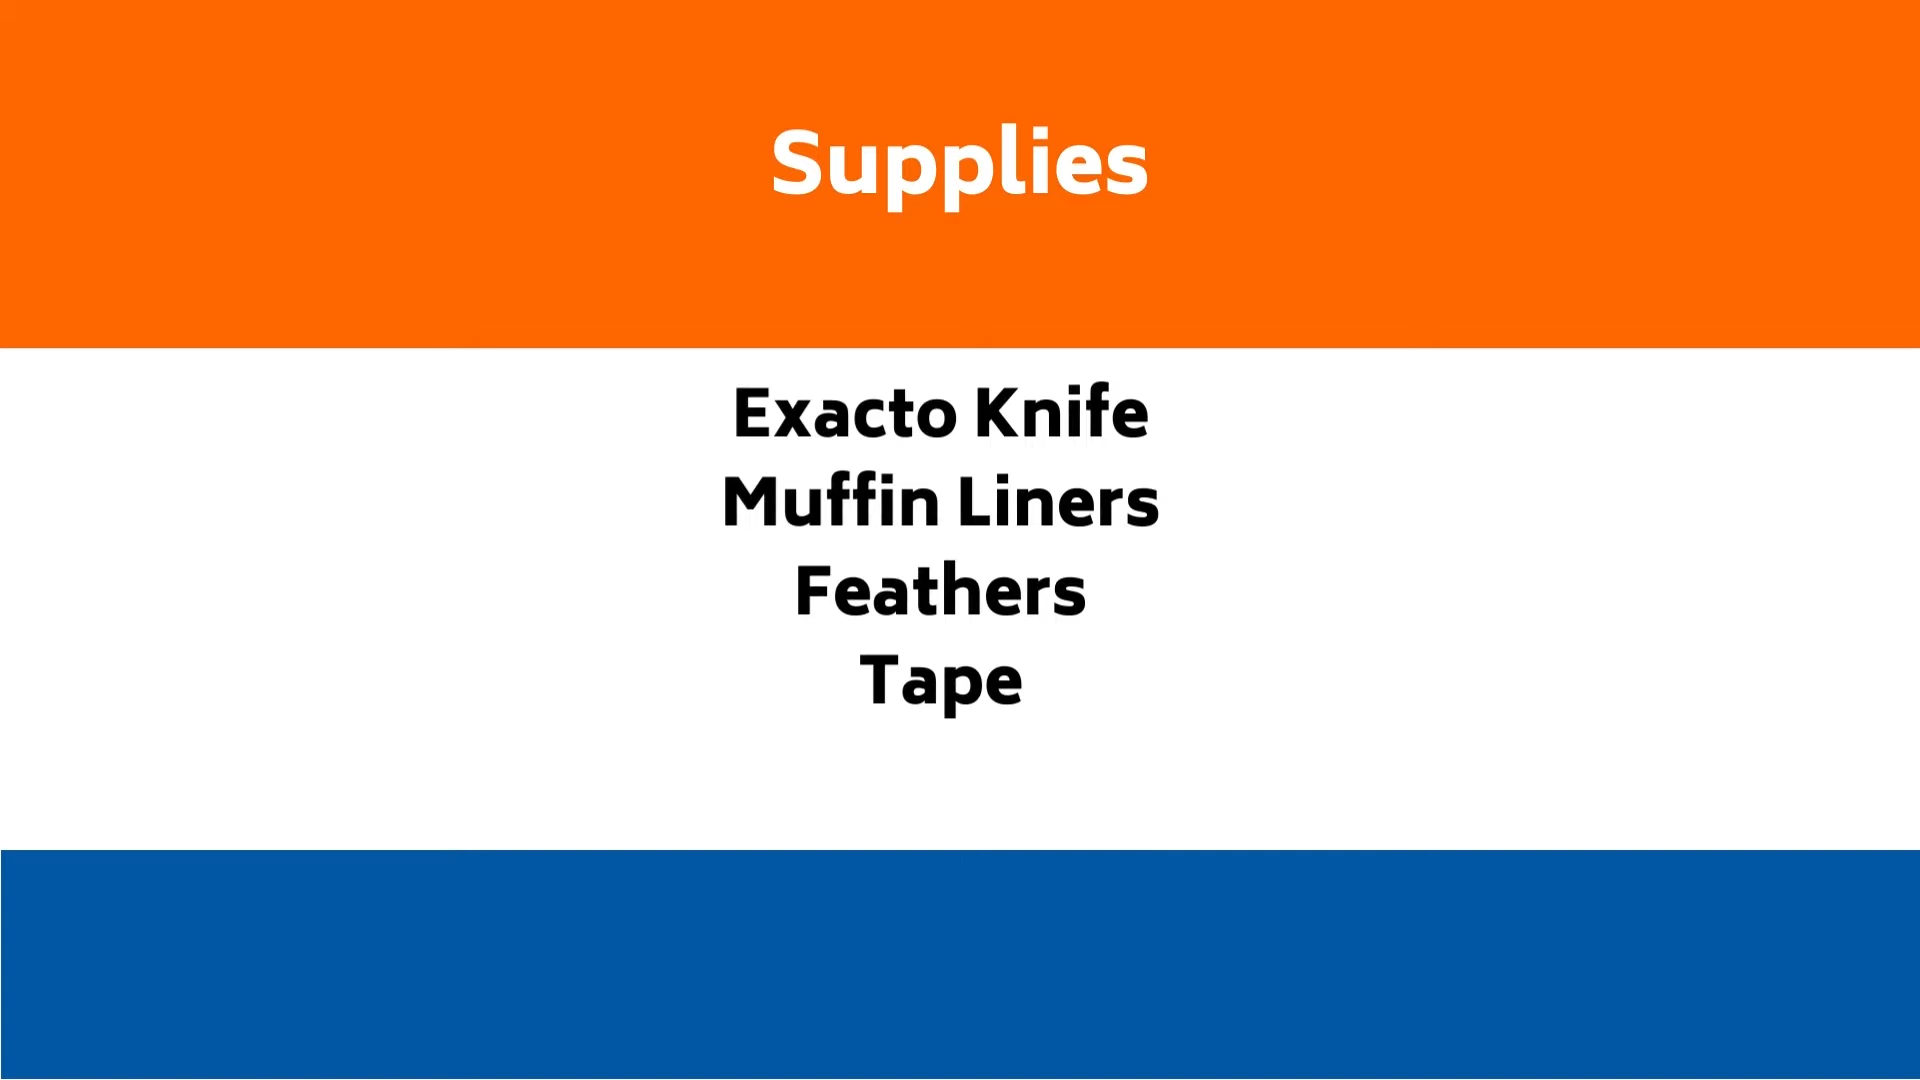 Supplies
Exacto Knife
Muffin Liners
Feathers
Tape